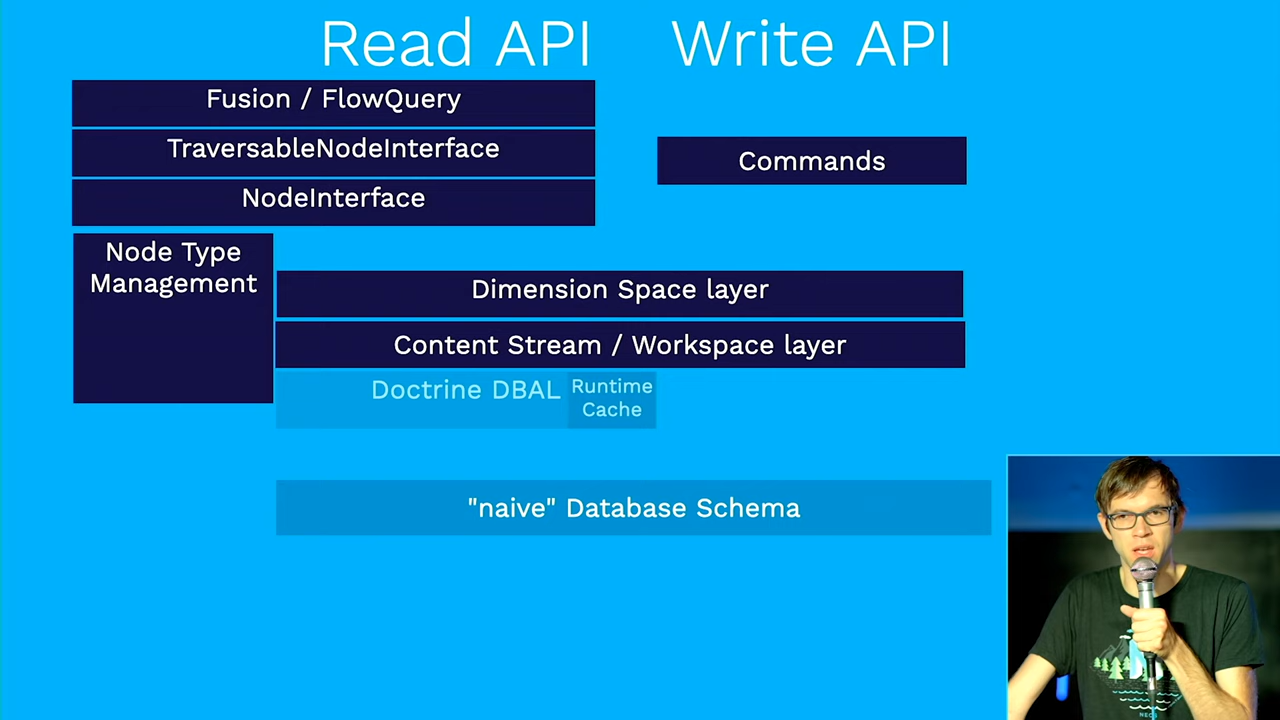 Read API
Write API
Fusion / FlowQuery
TraversableNodeInterface
Commands
NodeInterface
Node Type
Management
Dimension Space layer
Content Stream / Workspace layer
Doctrine DBAL
Runtime
Cache
"naive" Database Schema
NEOS